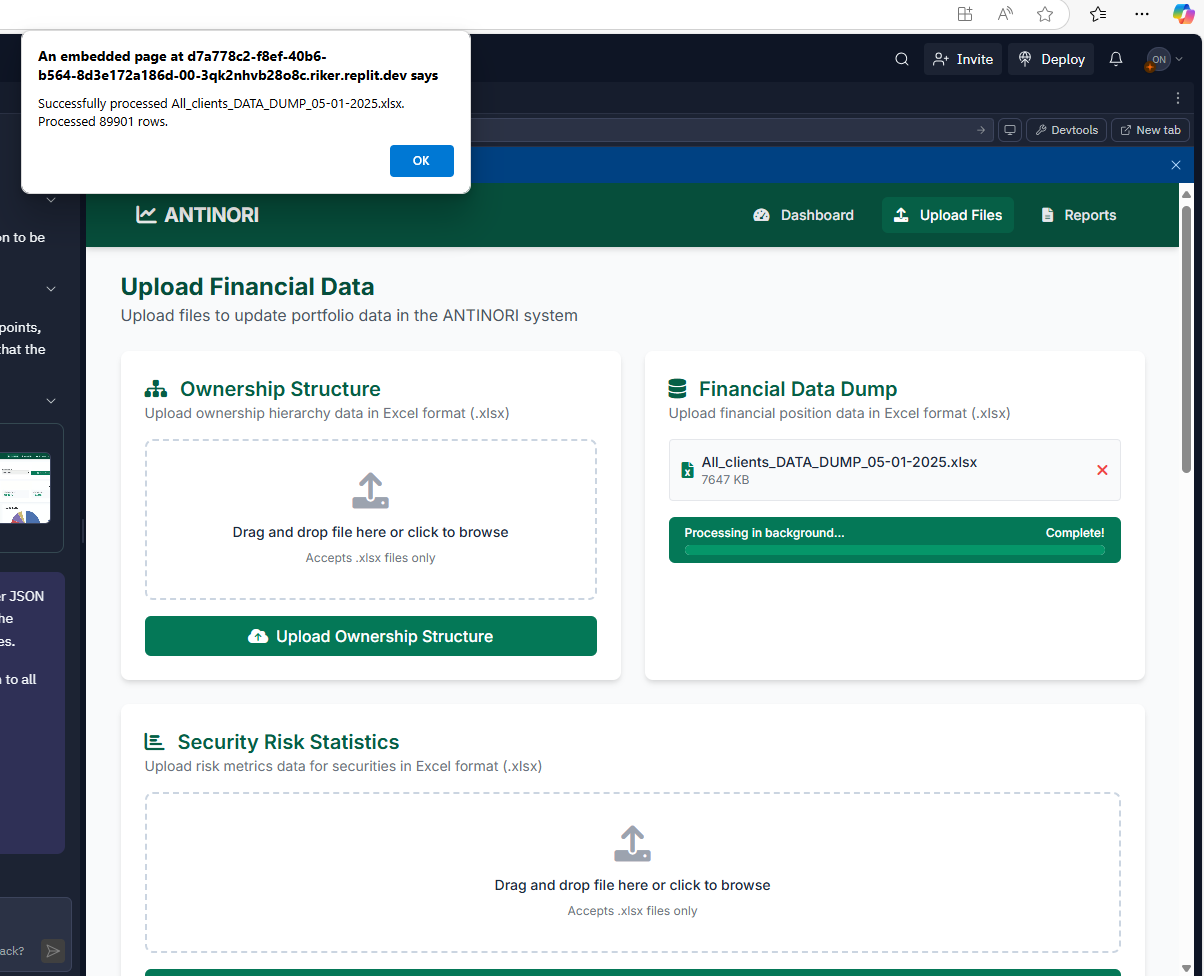 An embedded page at d7a778c2-f8ef-40b6-
b564-8d3e172a186d-00-3qk2nhvb28o8c.riker.replit.dev says
Successfully processed All_clients_DATA_DUMP_05-01-2025.xlsx.
Processed 89901 rows.
OK
Invite
Deploy
ON
Devtools
New tab
on to be
points,
that the
er JSON
he
es.
n to all
ack?
ANTINORI
Dashboard
Upload Files
Reports
Upload Financial Data
Upload files to update portfolio data in the ANTINORI system
Ownership Structure
Upload ownership hierarchy data in Excel format (.xlsx)
Drag and drop file here or click to browse
Accepts .xlsx files only
Upload Ownership Structure
Financial Data Dump
Upload financial position data in Excel format (.xlsx)
All_clients_DATA_DUMP_05-01-2025.xlsx
7647 KB
Processing in background...
Complete!
Security Risk Statistics
Upload risk metrics data for securities in Excel format (.xlsx)
Drag and drop file here or click to browse
Accepts .xlsx files only